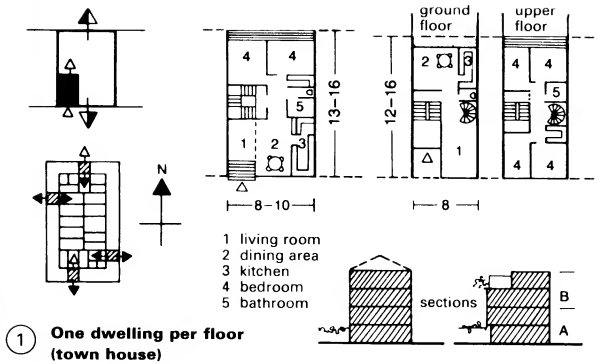 ground floor
upper floor
4 4
5
1 2 3
13-16
8-10
2 3
1
12-16
8
4 4
5
4 4
N
1 living room
2 dining area
3 kitchen
4 bedroom
5 bathroom
sections
B
A
1 One dwelling per floor
(town house)